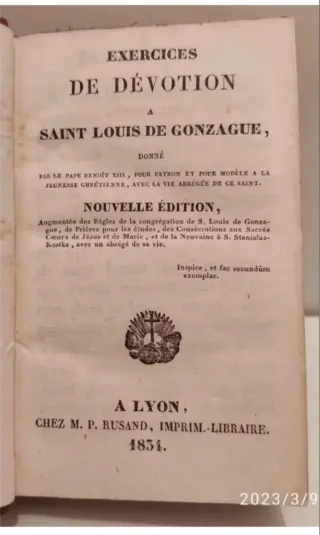 EXERCICES
DE DÉVOTION
A
SAINT LOUIS DE GONZAGUE,
DONNÉ
PAR LE PAPE BENOÎT XIII, POUR PATRON ET POUR MODÈLE A LA
JEUNESSE CHRÉTIENNE, AVEC LA VIE ABRÉGÉE DE CE SAINT.
NOUVELLE ÉDITION,
Augmentée des Règles de la congrégation de S. Louis de Gonza-
gue, de Prières pour les études, des Consécrations aux Sacrés
Cœurs de Jésus et de Marie, et de la Neuvaine à S. Stanislas-
Kostka, avec un abrégé de sa vie.
Inspice, et fac secundùm
exemplar.
A LYON,
CHEZ M. P. RUSAND, IMPRIM.-LIBRAIRE.
1834.
2023/3/9